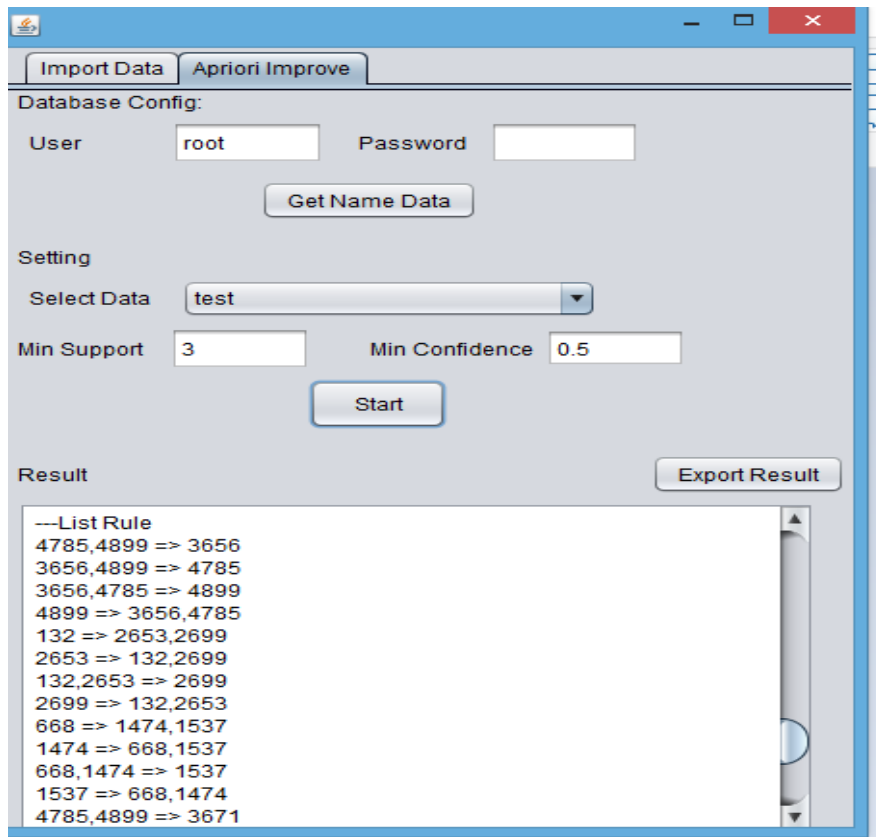 Import Data Apriori Improve
Database Config:
User root Password
Get Name Data
Setting
Select Data test
Min Support 3 Min Confidence 0.5
Start
Result Export Result
---List Rule
4785,4899 => 3656
3656,4899 => 4785
3656,4785 => 4899
4899 => 3656,4785
132 => 2653,2699
2653 => 132,2699
132,2653 => 2699
2699 => 132,2653
668 => 1474,1537
1474 => 668,1537
668,1474 => 1537
1537 => 668,1474
4785,4899 => 3671